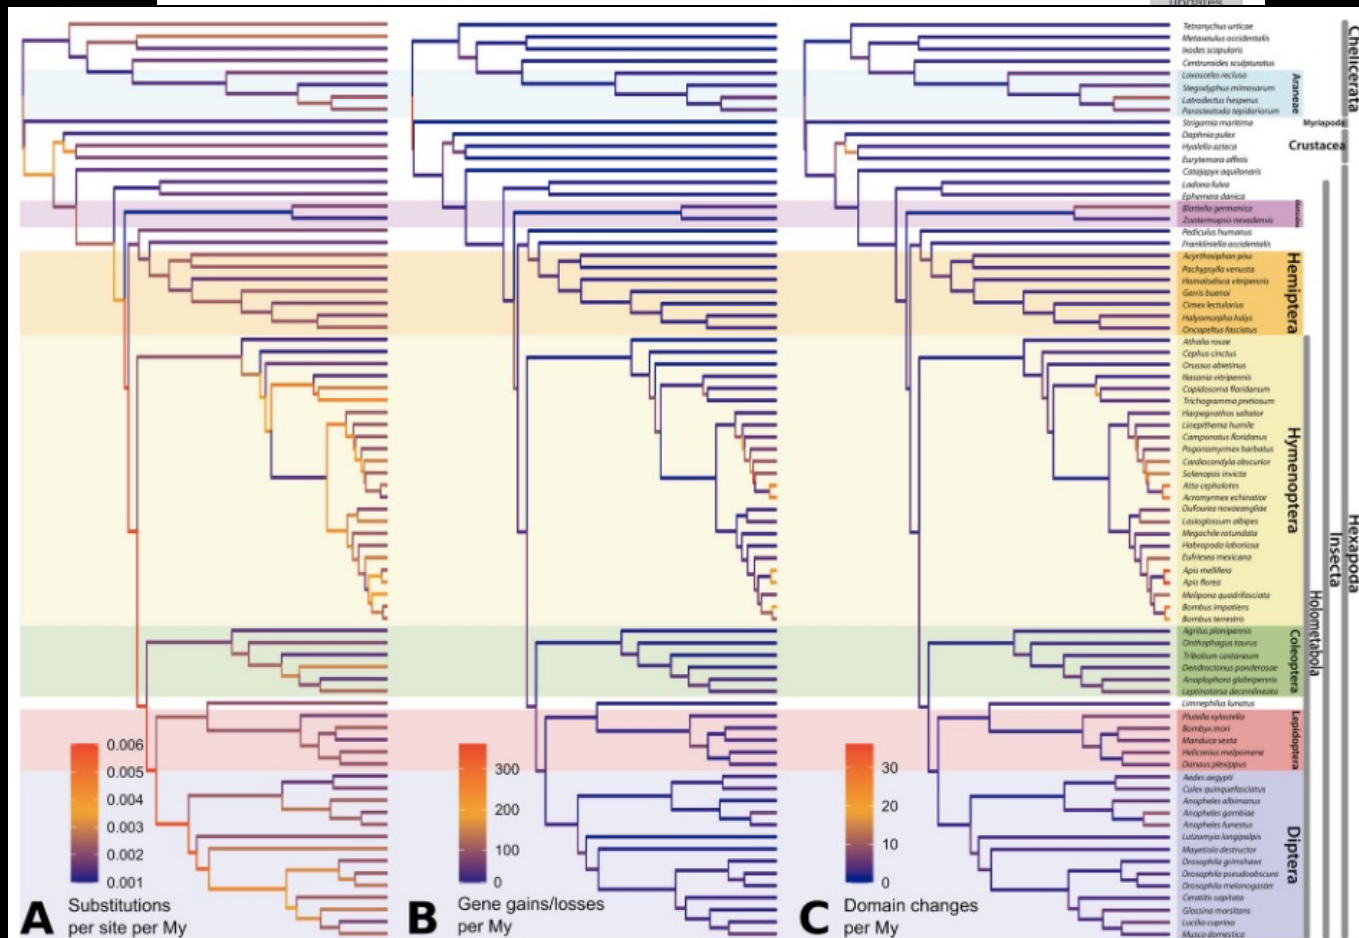 updates
Tetranychus urticae
Metaseiulus occidentalis
Ixodes scapularis
Centruroides sculpturatus
Loxosceles reclusa
Stegodyphus mimosarum
Latrodectus hesperus
Parasteatoda tepidariorum
Araneae
Chelicerata
Strigamia maritima
Myriapoda
Daphnia pulex
Hyalella azteca
Crustacea
Eurytemora affinis
Catajapyx aquilonaris
Ladona fulva
Ephemera danica
Blattella germanica
Zootermopsis nevadensis
Pediculus humanus
Frankliniella occidentalis
Acyrthosiphon pisu
Pachypsylla venusta
Homalodisca vitripennis
Gerris buenoi
Cimex lectularius
Halyomorpha halys
Oncopeltus fasciatus
Hemiptera
Athalia rosae
Cephus cinctus
Orussus abietinus
Nasonia vitripennis
Copidosoma floridanum
Trichogramma pretiosum
Harpegnathos saltator
Linepithema humile
Camponotus floridanus
Pogonomyrmex barbatus
Cardiocondyla obscurior
Solenopsis invicta
Atta cephalotes
Acromyrmex echinatior
Dufourea novaeangliae
Lasioglossum albipes
Megachile rotundata
Habropoda laboriosa
Eufriesea mexicana
Apis mellifera
Apis florea
Melipona quadrifasciata
Bombus impatiens
Bombus terrestris
Hymenoptera
Hexapoda
Insecta
Holometabola
Agrilus planipennis
Onthophagus taurus
Tribolium castaneum
Dendroctonus ponderosae
Anoplophora glabripennis
Leptinotarsa decemlineata
Coleoptera
Limnephilus lunatus
Plutella xylostella
Bombyx mori
Manduca sexta
Heliconius melpomene
Danaus plexippus
Lepidoptera
Aedes aegypti
Culex quinquefasciatus
Anopheles albimanus
Anopheles gambiae
Anopheles funestus
Lutzomyia longipalpis
Mayetiola destructor
Drosophila grimshawi
Drosophila pseudoobscura
Drosophila melanogaster
Ceratitis capitata
Glossina morsitans
Lucilia cuprina
Musca domestica
Diptera
0.006
0.005
0.004
0.003
0.002
0.001
A Substitutions
per site per My
300
200
100
0
B Gene gains/losses
per My
30
20
10
0
C Domain changes
per My